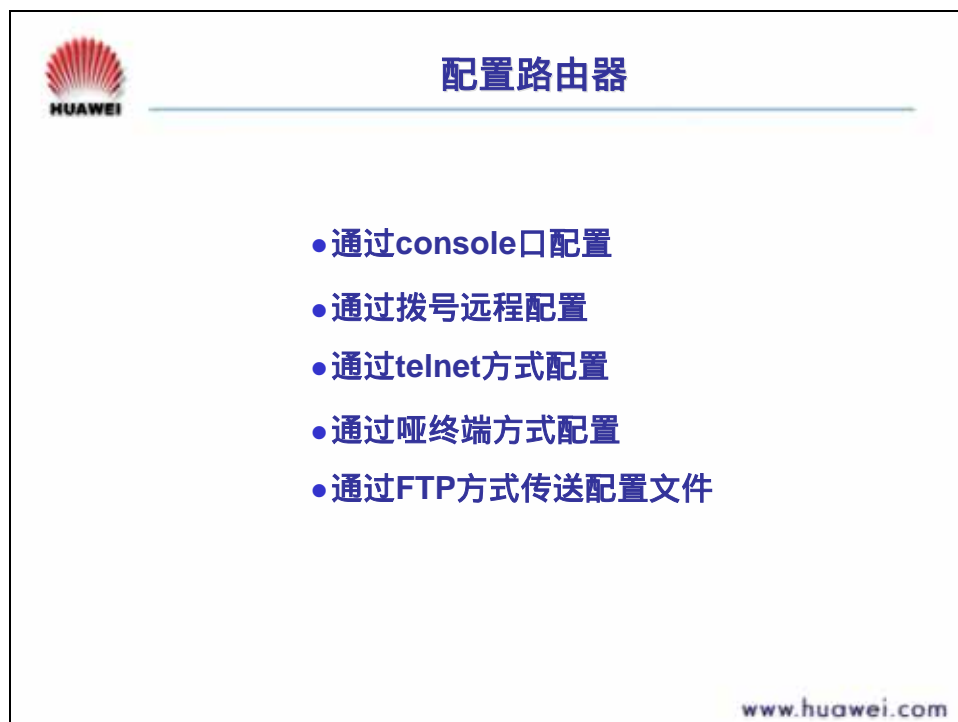 HUAWEI
配置路由器
●通过console口配置
●通过拨号远程配置
●通过telnet方式配置
●通过哑终端方式配置
●通过FTP方式传送配置文件
www.huawei.com